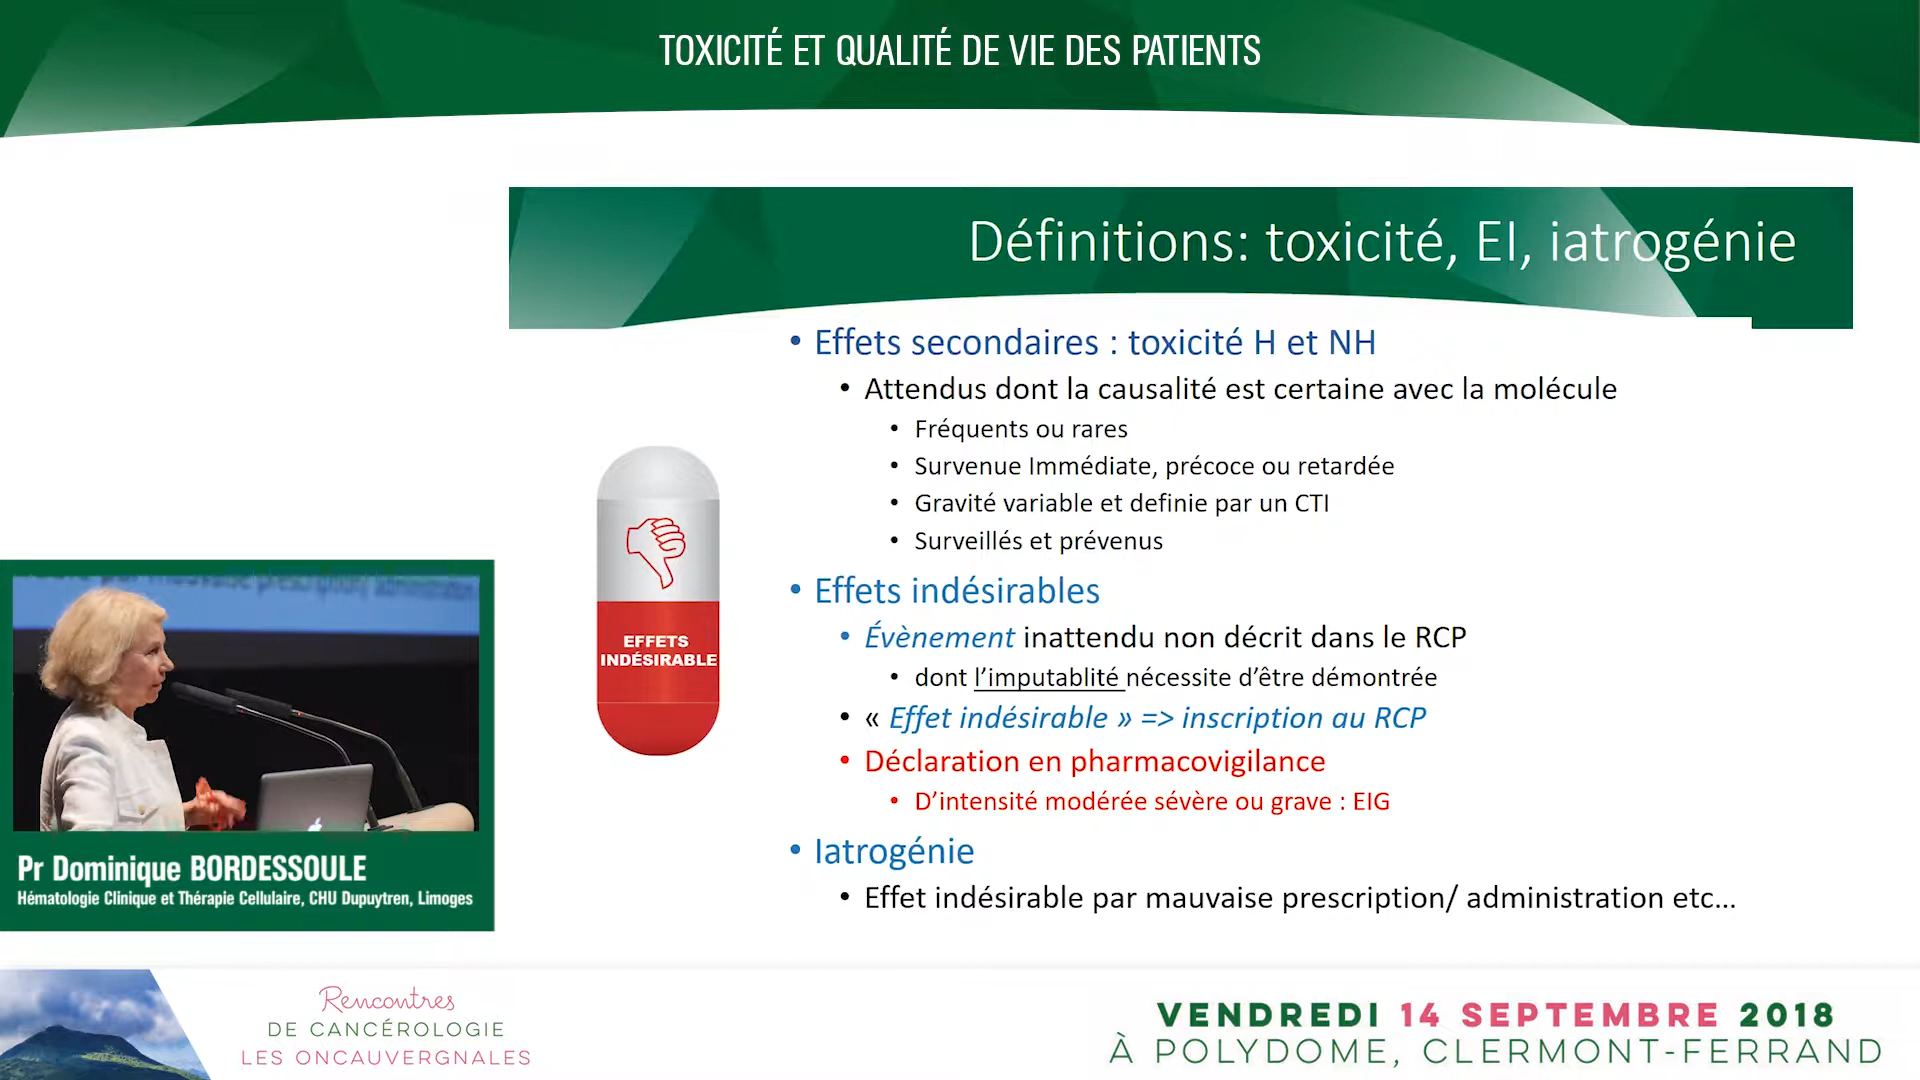 TOXICITÉ ET QUALITÉ DE VIE DES PATIENTS
Définitions: toxicité, EI, iatrogénie
• Effets secondaires : toxicité H et NH
• Attendus dont la causalité est certaine avec la molécule
• Fréquents ou rares
• Survenue Immédiate, précoce ou retardée
• Gravité variable et definie par un CTI
• Surveillés et prévenus
• Effets indésirables
• Évènement inattendu non décrit dans le RCP
• dont l’imputablité nécessite d’être démontrée
• « Effet indésirable » => inscription au RCP
• Déclaration en pharmacovigilance
• D’intensité modérée sévère ou grave : EIG
• Iatrogénie
• Effet indésirable par mauvaise prescription/ administration etc...
EFFETS
INDÉSIRABLE
par mauvaise prescription/ administration
Pr Dominique BORDESSOULE
Hématologie Clinique et Thérapie Cellulaire, CHU Dupuytren, Limoges
Rencontres
DE CANCÉROLOGIE
LES ONCAUVERGNALES
VENDREDI 14 SEPTEMBRE 2018
À POLYDOME, CLERMONT-FERRAND